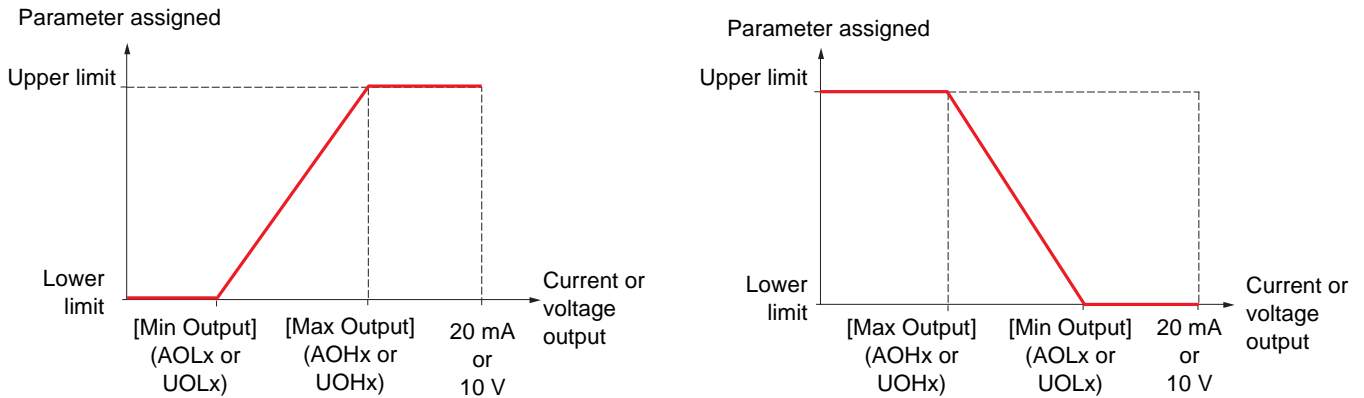 Parameter assigned
Upper limit
Lower
limit
[Min Output]
(AOLx or
UOLx)
[Max Output]
(AOHx or
UOHx)
20 mA
or
10 V
Current or
voltage
output
Parameter assigned
Upper limit
Lower
limit
[Max Output]
(AOHx or
UOHx)
[Min Output]
(AOLx or
UOLx)
20 mA
or
10 V
Current or
voltage
output